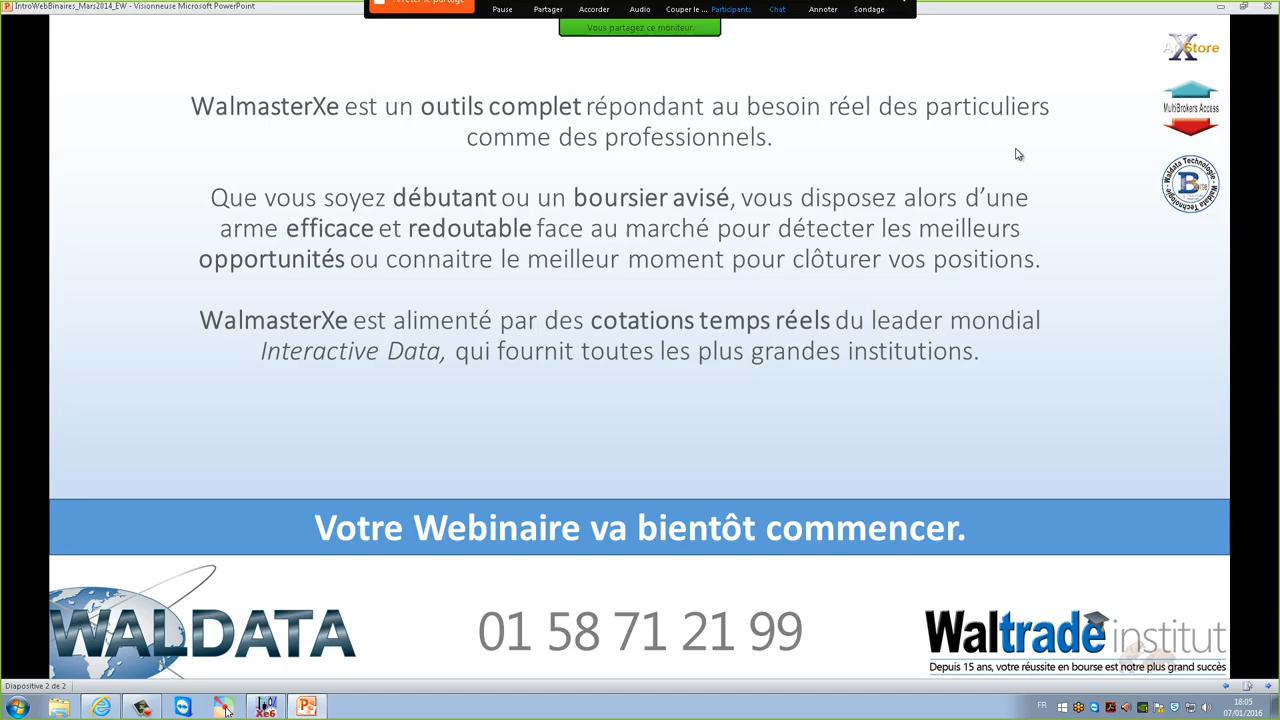 IntroWebBinaires_Mars2014_EW - Visionneuse Microsoft PowerPoint
Arrêter le partage
Pause Partager Accorder Audio Couper le ... Participants Chat Annoter Sondage
Vous partagez ce moniteur.
Store
MultiBrokers Access
WalmasterXe est un outils complet répondant au besoin réel des particuliers
comme des professionnels.
Que vous soyez débutant ou un boursier avisé, vous disposez alors d’une
arme efficace et redoutable face au marché pour détecter les meilleurs
opportunités ou connaitre le meilleur moment pour clôturer vos positions.
WalmasterXe est alimenté par des cotations temps réels du leader mondial
Interactive Data, qui fournit toutes les plus grandes institutions.
Votre Webinaire va bientôt commencer.
WALDATA
01 58 71 21 99
Waltrade institut
Depuis 15 ans, votre réussite en bourse est notre plus grand succès
Diapositive 2 de 2
Xe6
FR
18:05
07/01/2016